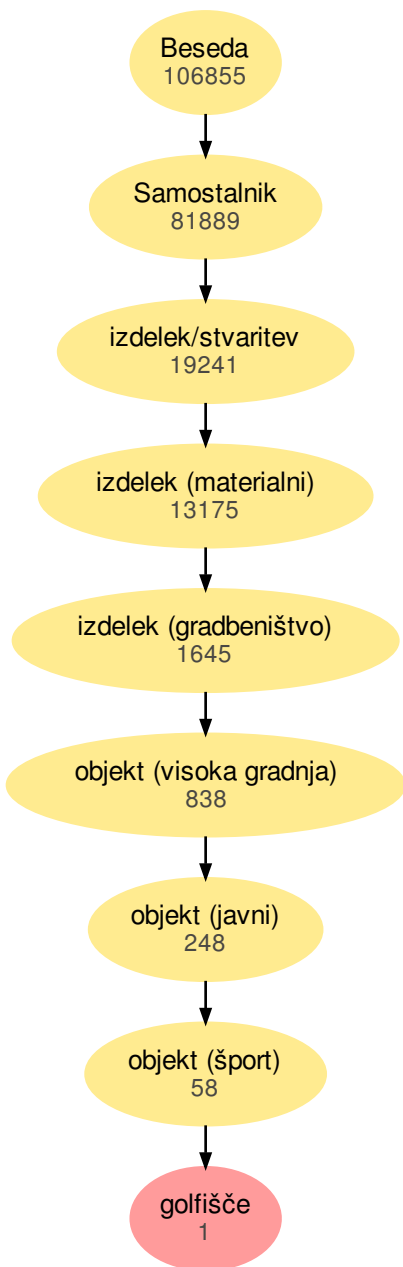 Beseda
106855
Samostalnik
81889
izdelek/stvaritev
19241
izdelek (materialni)
13175
izdelek (gradbeništvo)
1645
objekt (visoka gradnja)
838
objekt (javni)
248
objekt (šport)
58
golfišče
1